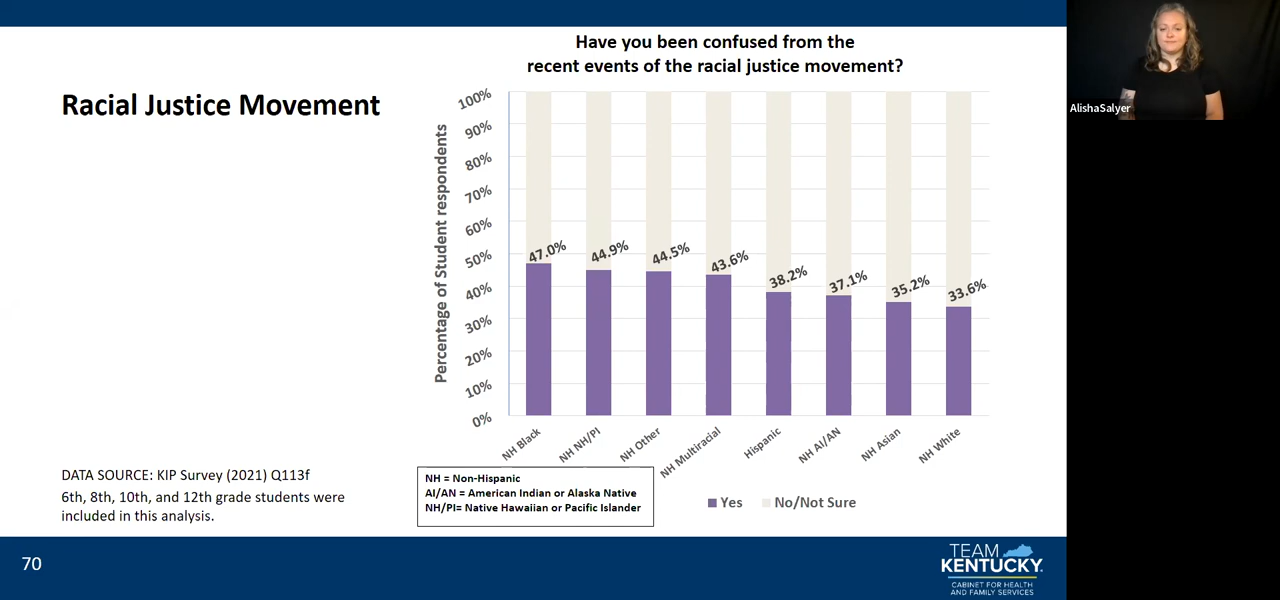 Racial Justice Movement
Have you been confused from the
recent events of the racial justice movement?
Percentage of Student respondents
100%
90%
80%
70%
60%
50%
40%
30%
20%
10%
0%
47.0%
44.9%
44.5%
43.6%
38.2%
37.1%
35.2%
33.6%
NH Black
NH NH/PI
NH Other
NH Multiracial
Hispanic
NH AI/AN
NH Asian
NH White
NH = Non-Hispanic
AI/AN = American Indian or Alaska Native
NH/PI= Native Hawaiian or Pacific Islander
Yes
No/Not Sure
DATA SOURCE: KIP Survey (2021) Q113f
6th, 8th, 10th, and 12th grade students were
included in this analysis.
70
TEAM
KENTUCKY.
CABINET FOR HEALTH
AND FAMILY SERVICES
AlishaSalyer